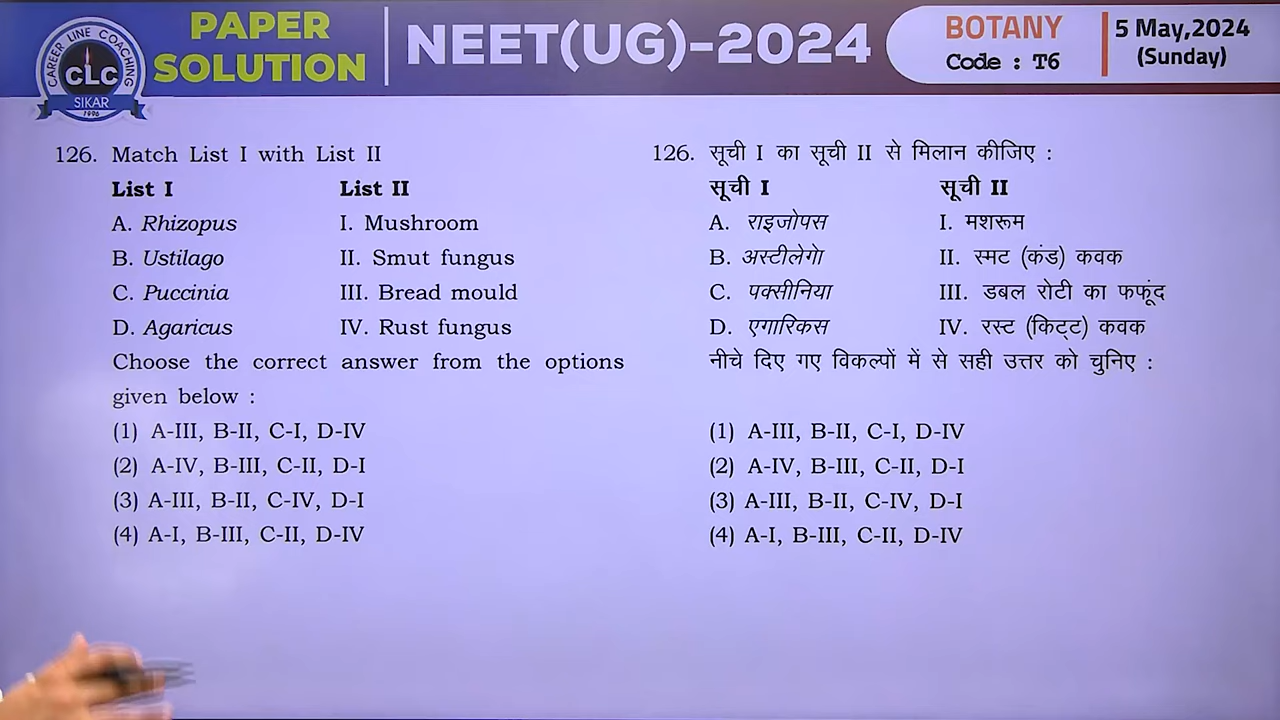 CAREER LINE COACHING
CLC
SIKAR
1996
PAPER
SOLUTION
NEET(UG)-2024
BOTANY
Code : T6
5 May,2024
(Sunday)
126. Match List I with List II
List I List II
A. Rhizopus I. Mushroom
B. Ustilago II. Smut fungus
C. Puccinia III. Bread mould
D. Agaricus IV. Rust fungus
Choose the correct answer from the options
given below :
(1) A-III, B-II, C-I, D-IV
(2) A-IV, B-III, C-II, D-I
(3) A-III, B-II, C-IV, D-I
(4) A-I, B-III, C-II, D-IV
126. सूची I का सूची II से मिलान कीजिए :
सूची I सूची II
A. राइजोपस I. मशरूम
B. अस्टीलेगो II. स्मट (कंड) कवक
C. पक्सीनिया III. डबल रोटी का फफूंद
D. एगारिकस IV. रस्ट (किट्ट) कवक
नीचे दिए गए विकल्पों में से सही उत्तर को चुनिए :
(1) A-III, B-II, C-I, D-IV
(2) A-IV, B-III, C-II, D-I
(3) A-III, B-II, C-IV, D-I
(4) A-I, B-III, C-II, D-IV